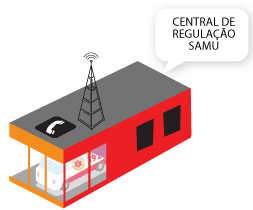 CENTRAL DE
REGULAÇÃO
SAMU